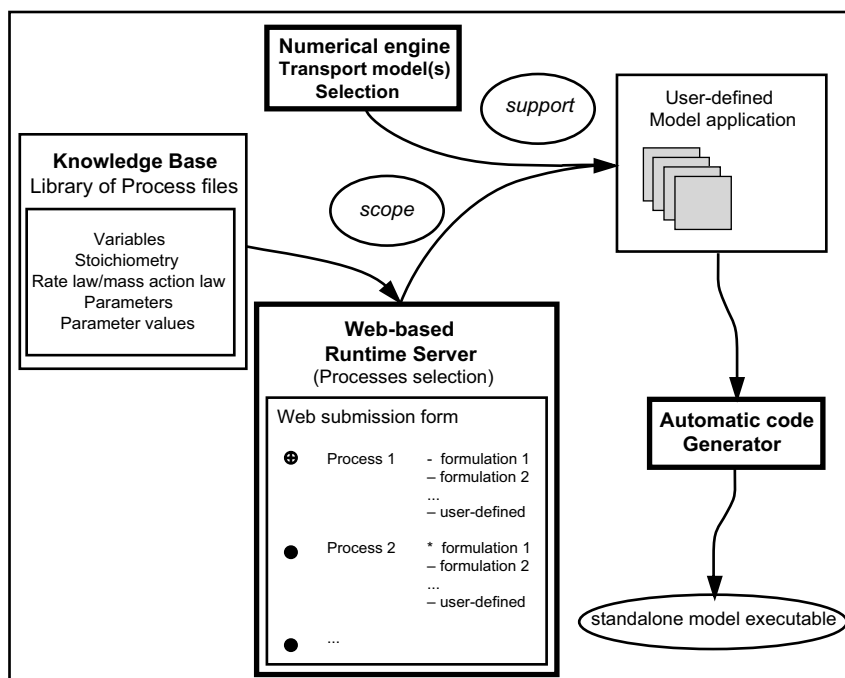 Numerical engine
Transport model(s)
Selection
support
User-defined
Model application
Knowledge Base
Library of Process files
Variables
Stoichiometry
Rate law/mass action law
Parameters
Parameter values
scope
Web-based
Runtime Server
(Processes selection)
Web submission form
Process 1 - formulation 1
– formulation 2
...
– user-defined
Process 2 * formulation 1
– formulation 2
...
– user-defined
...
Automatic code
Generator
standalone model executable